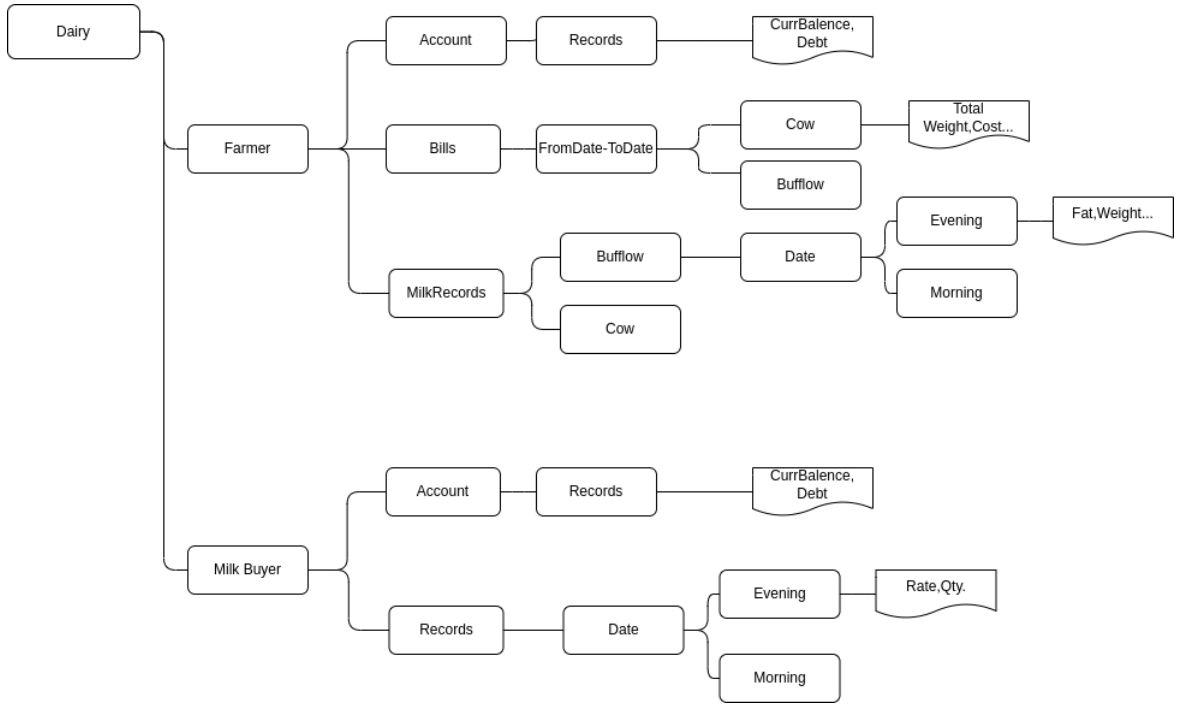 Dairy
Account
Records
CurrBalence,
Debt
Farmer
Bills
FromDate-ToDate
Cow
Total
Weight,Cost...
Bufflow
MilkRecords
Bufflow
Date
Evening
Fat,Weight...
Morning
Cow
Milk Buyer
Account
Records
CurrBalence,
Debt
Records
Date
Evening
Rate,Qty.
Morning